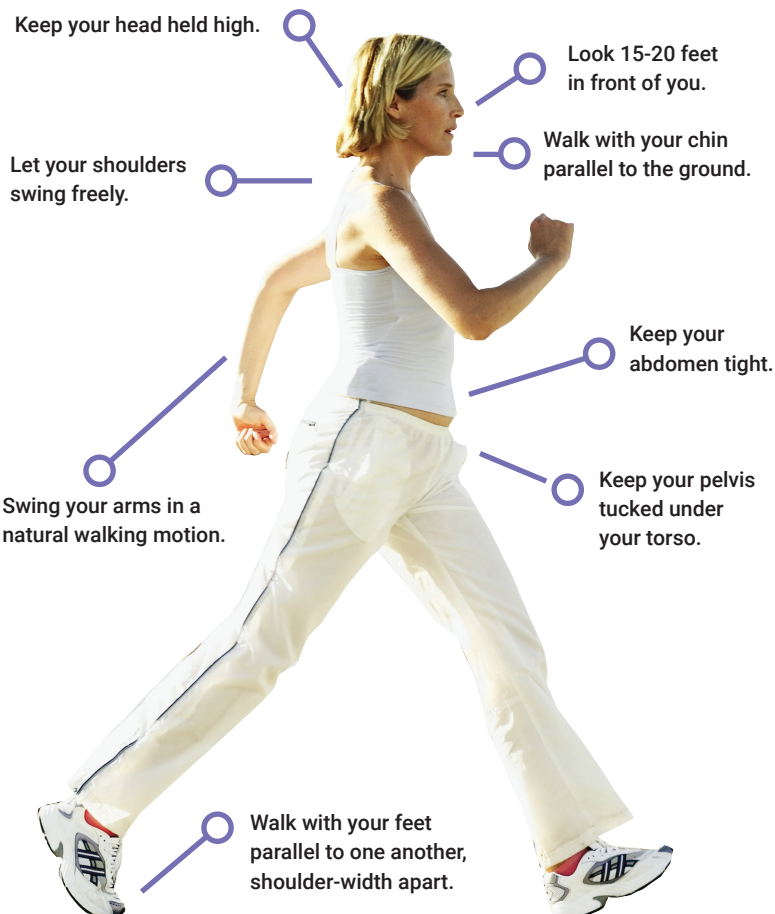 Keep your head held high.
Look 15-20 feet
in front of you.
Walk with your chin
parallel to the ground.
Let your shoulders
swing freely.
Keep your
abdomen tight.
Keep your pelvis
tucked under
your torso.
Swing your arms in a
natural walking motion.
Walk with your feet
parallel to one another,
shoulder-width apart.